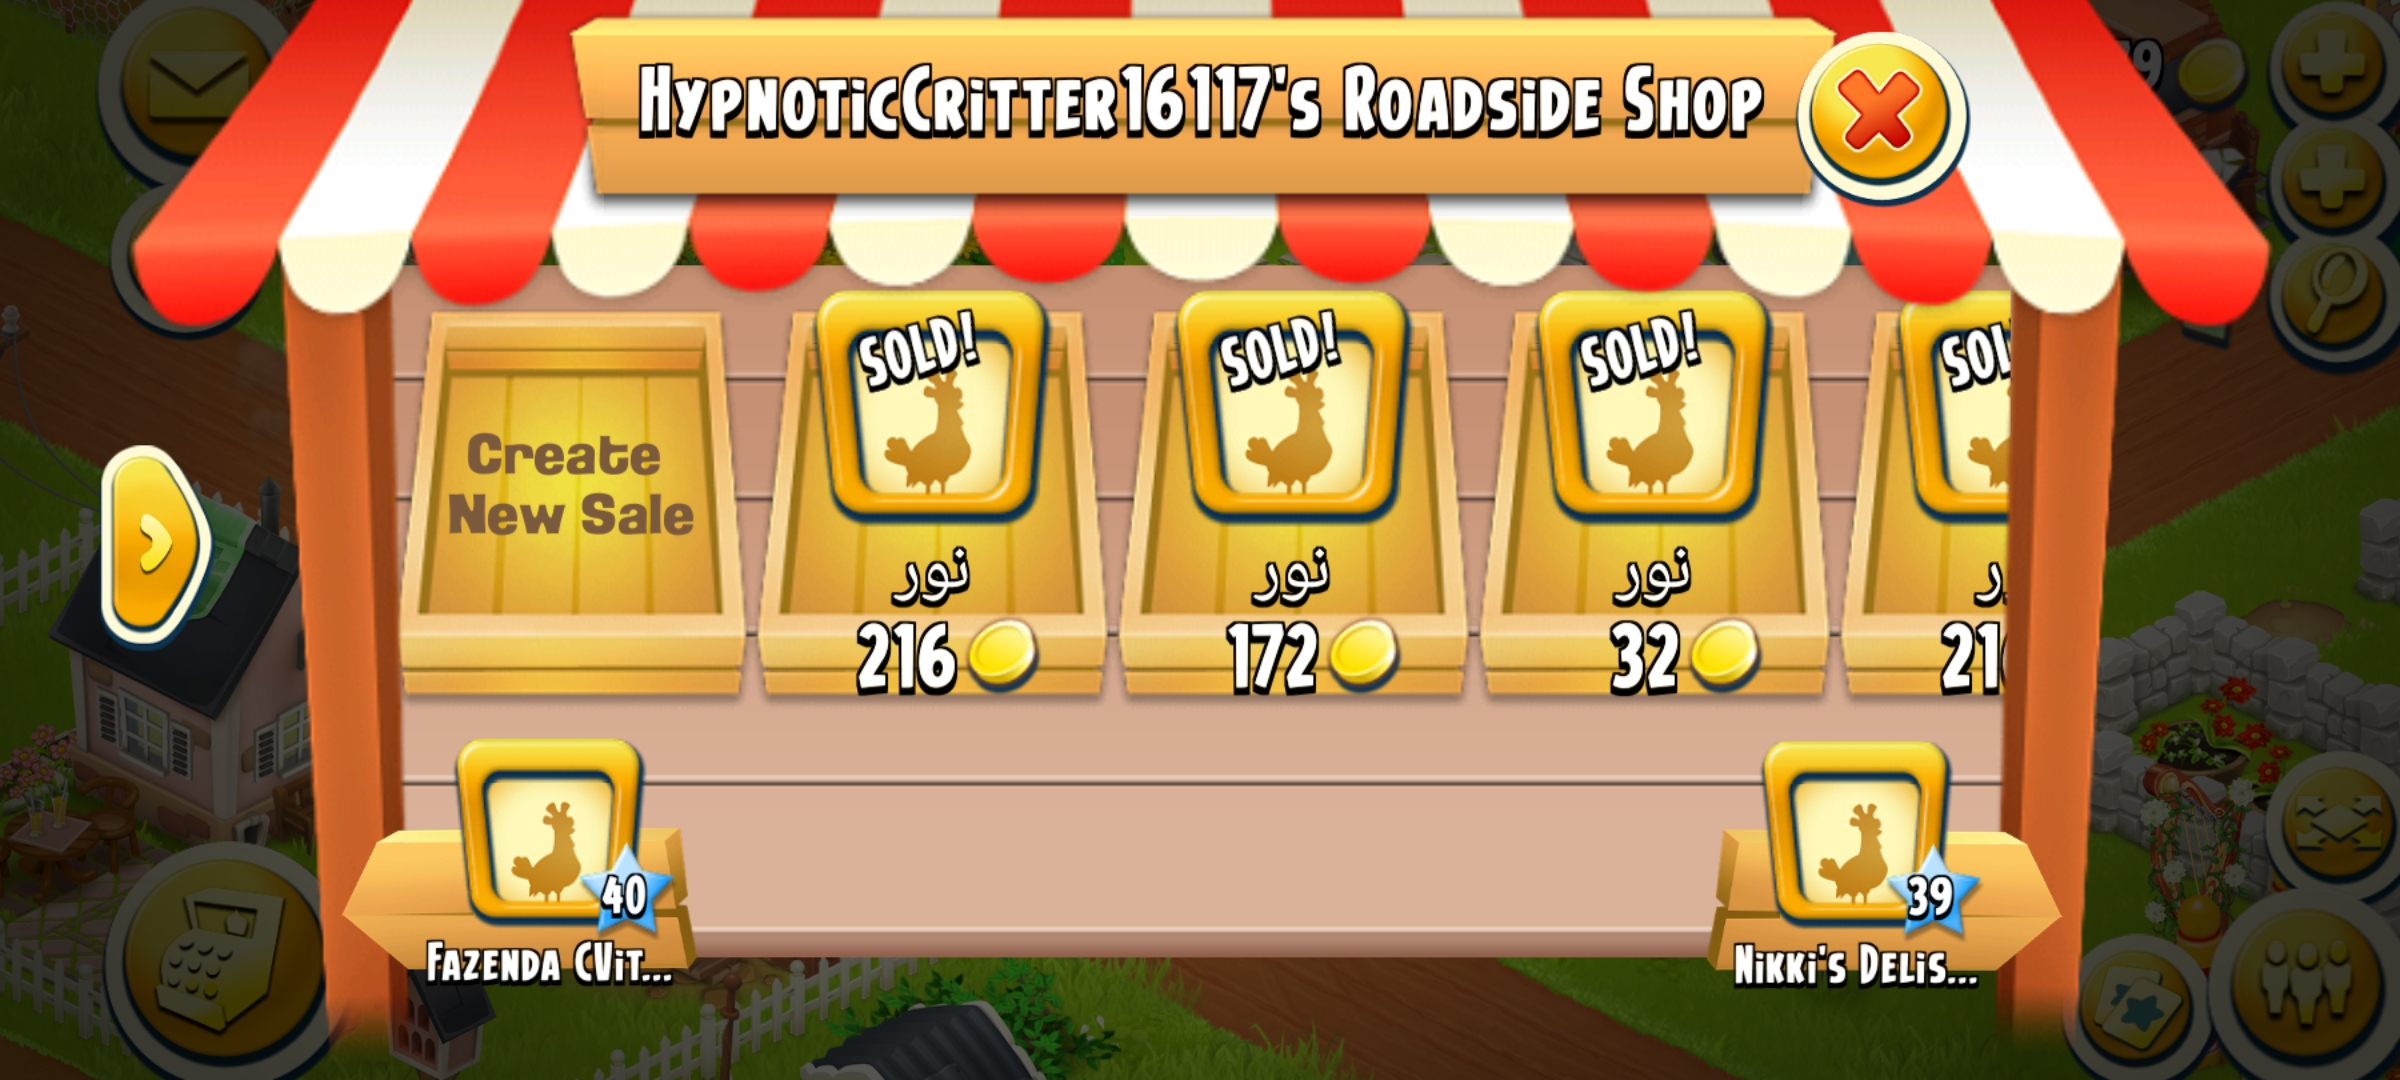 HypnoticCritter16117's Roadside Shop
Create
New Sale
SOLD!
نور
216
SOLD!
نور
172
SOLD!
نور
32
40
Fazenda CVit...
39
Nikki's Delis...